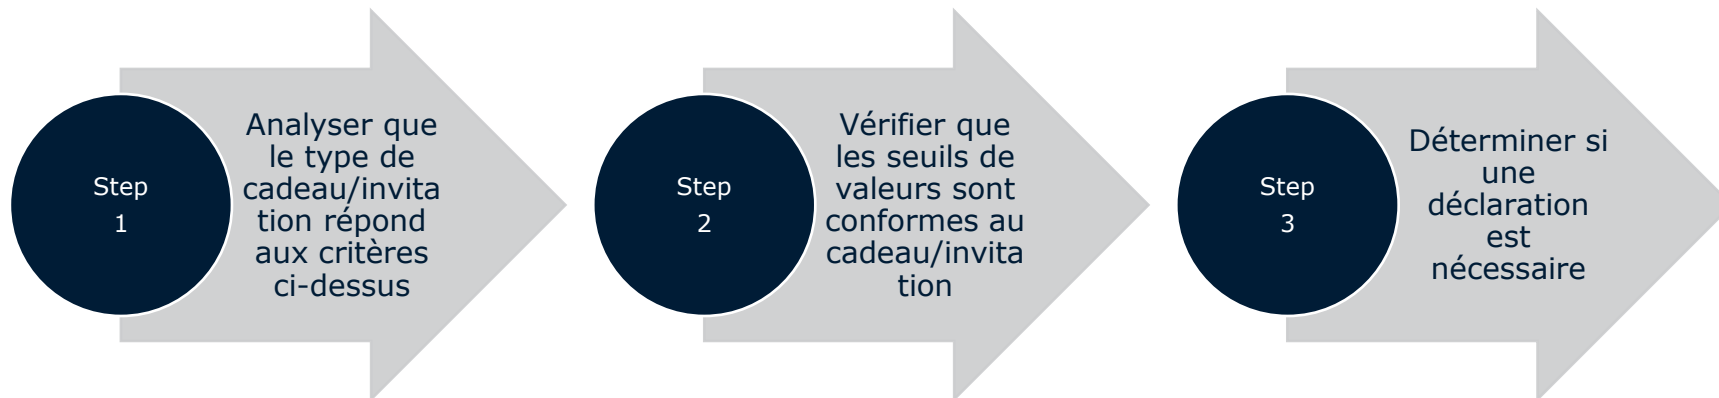 Step
1
Analyser que
le type de
cadeau/invita
tion répond
aux critères
ci-dessus
Step
2
Vérifier que
les seuils de
valeurs sont
conformes au
cadeau/invita
tion
Step
3
Déterminer si
une
déclaration
est
nécessaire